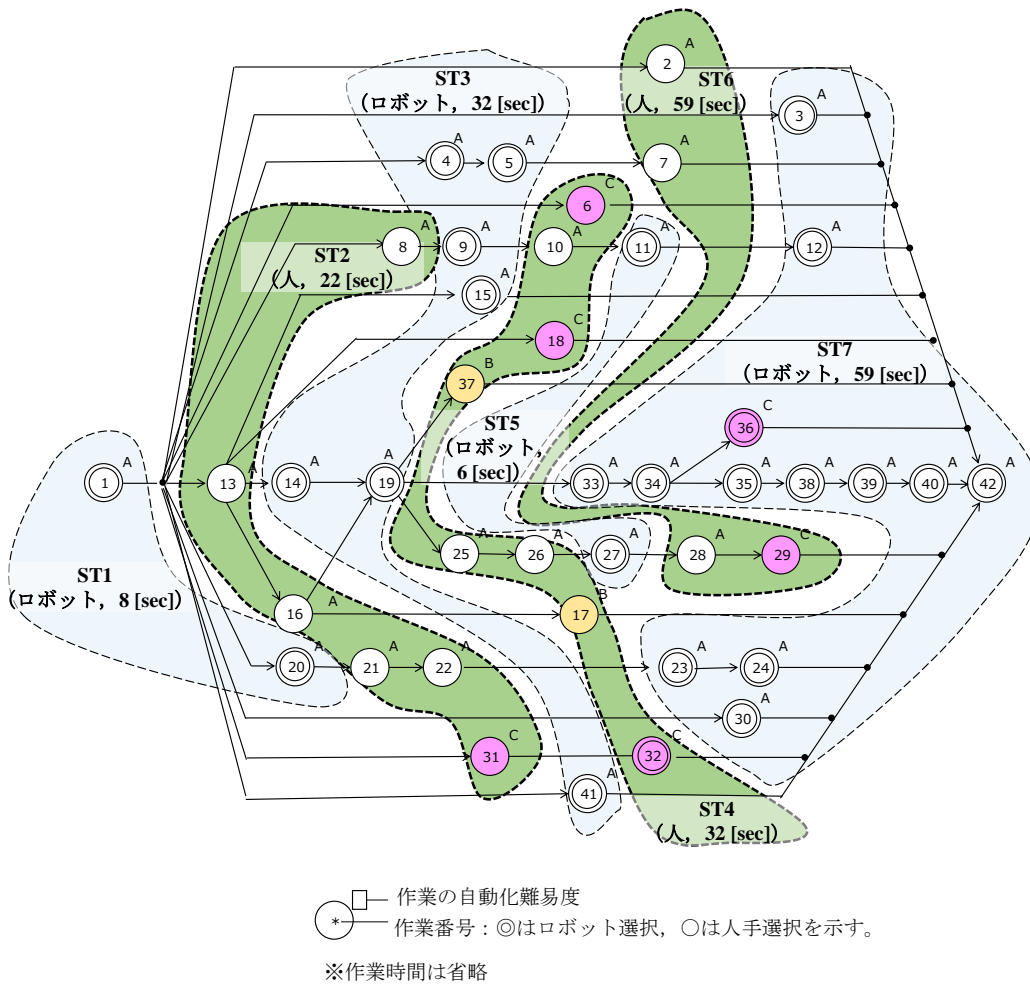 2 A
ST6
(人, 59 [sec])
ST3
(ロボット, 32 [sec])
3 A
4 A
5 A
7 A
6 C
8 A
9 A
10 A
11 A
12 A
ST2
(人, 22 [sec])
15 A
18 C
ST7
(ロボット, 59 [sec])
37 B
36 C
ST5
(ロボット,
6 [sec])
1 A
13 A
14 A
19 A
33 A
34 A
35 A
38 A
39 A
40 A
42 A
25 A
26 A
27 A
28 A
29 C
ST1
(ロボット, 8 [sec])
16 A
17 B
20 A
21 A
22 A
23 A
24 A
30 A
31 C
32 C
41 A
ST4
(人, 32 [sec])
作業の自動化難易度
*
作業番号：◎はロボット選択，○は人手選択を示す。
※作業時間は省略